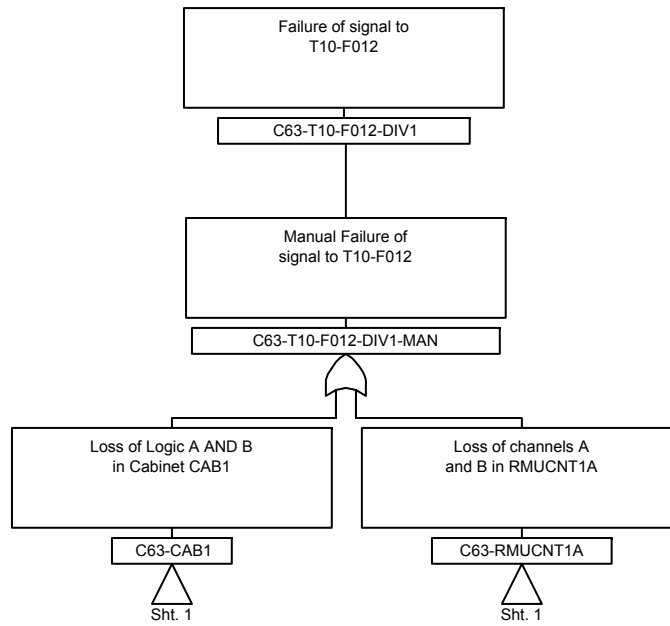 Failure of signal to
T10-F012
C63-T10-F012-DIV1
Manual Failure of
signal to T10-F012
C63-T10-F012-DIV1-MAN
Loss of Logic A AND B
in Cabinet CAB1
C63-CAB1
Sht. 1
Loss of channels A
and B in RMUCNT1A
C63-RMUCNT1A
Sht. 1